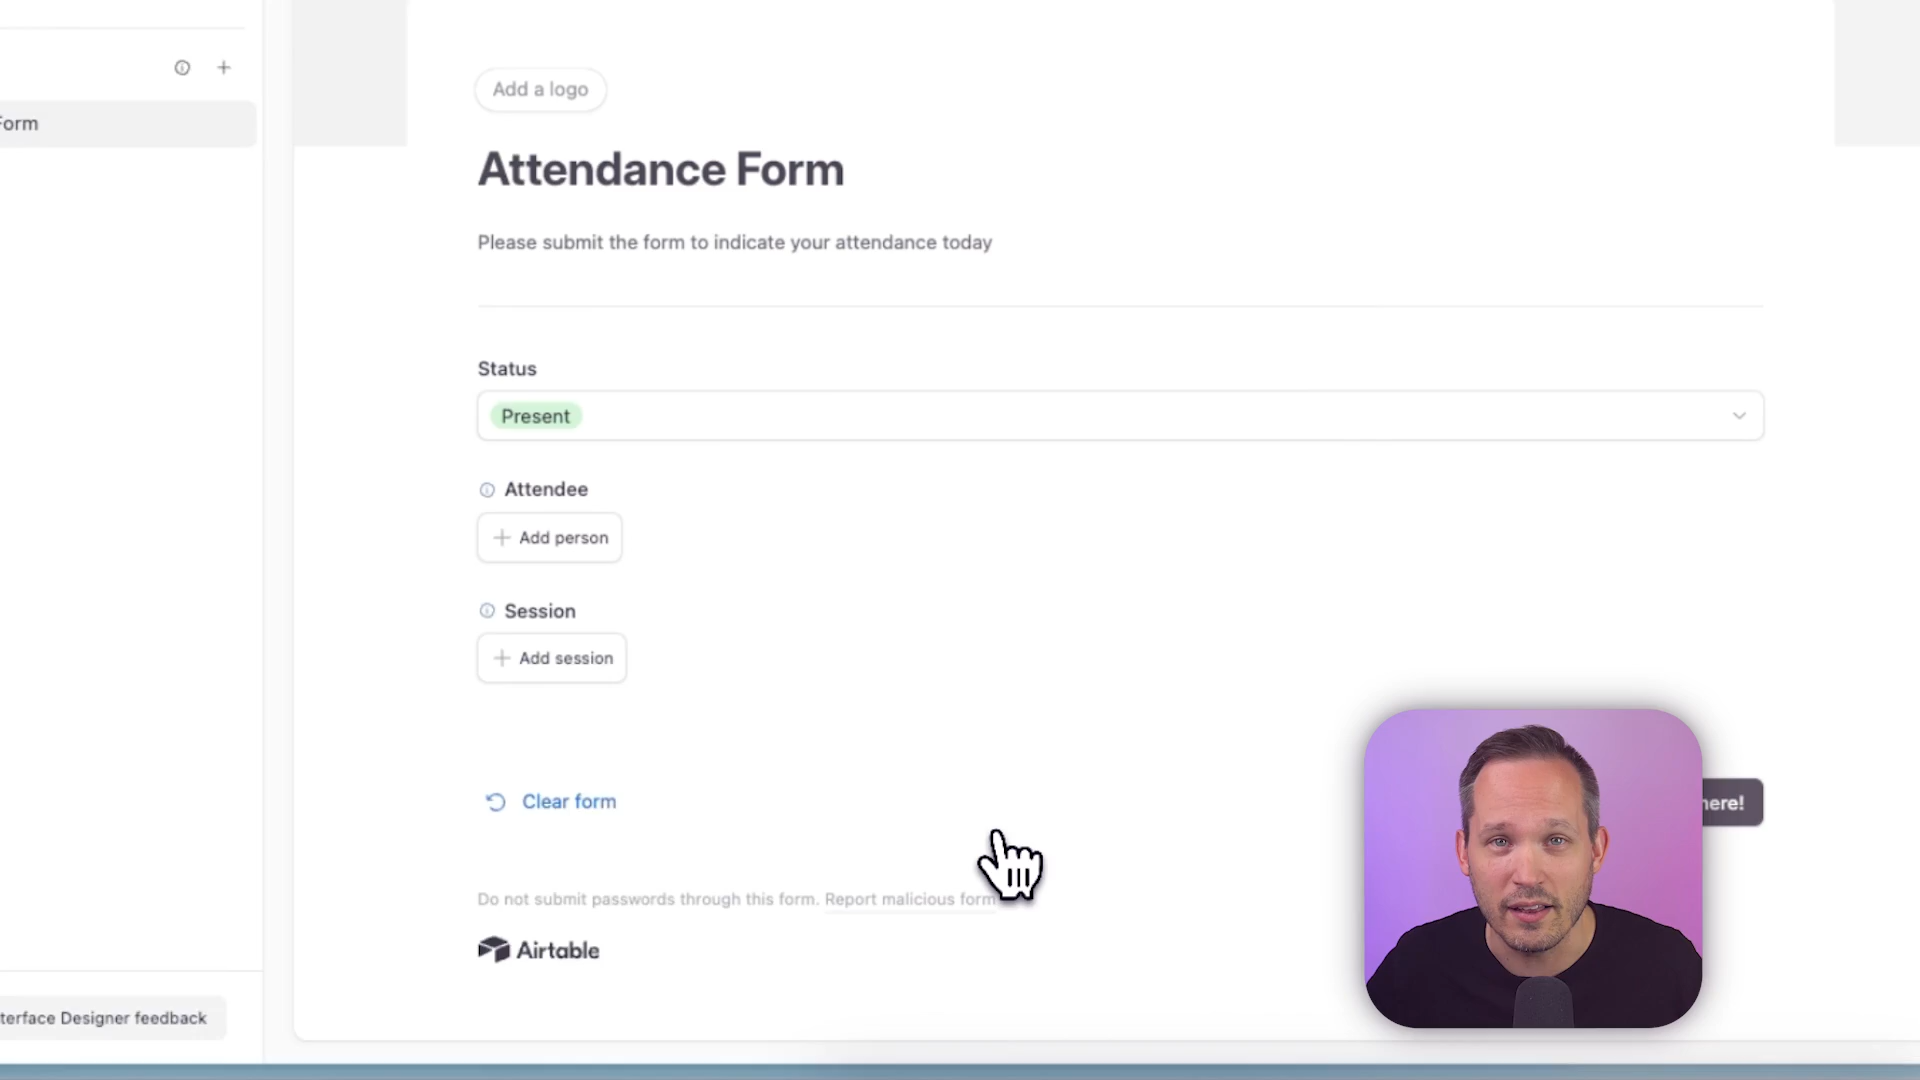 Form
Add a logo
Attendance Form
Please submit the form to indicate your attendance today
Status
Present
Attendee
Add person
Session
Add session
Clear form
here!
Do not submit passwords through this form. Report malicious form
Airtable
terface Designer feedback